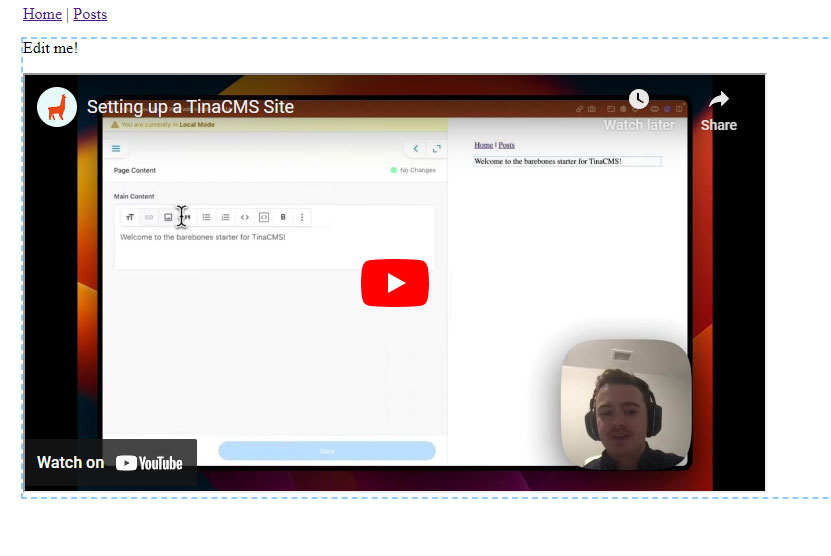 Home | Posts
Edit me!
Setting up a TinaCMS Site
Watch later
Share
You are currently in Local Mode
Page Content
No Changes
Main Content
Welcome to the barebones starter for TinaCMS!
Save
Home | Posts
Welcome to the barebones starter for TinaCMS!
Watch on YouTube